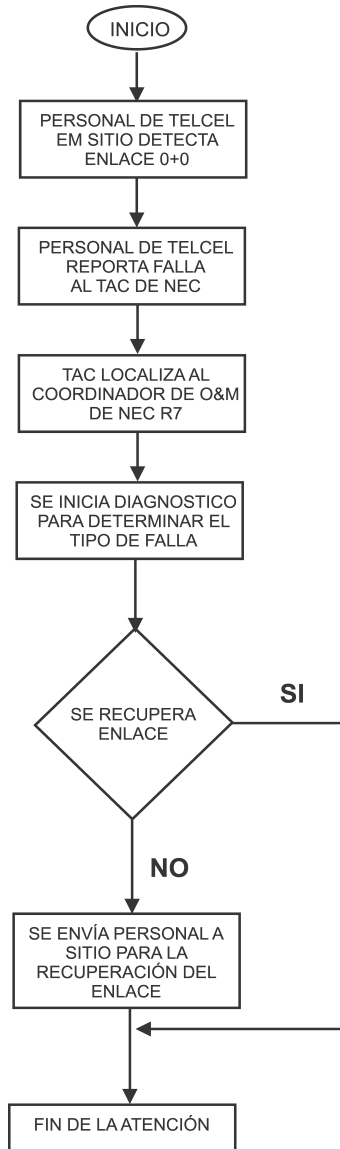 INICIO
PERSONAL DE TELCEL
EM SITIO DETECTA
ENLACE 0+0
PERSONAL DE TELCEL
REPORTA FALLA
AL TAC DE NEC
TAC LOCALIZA AL
COORDINADOR DE O&M
DE NEC R7
SE INICIA DIAGNOSTICO
PARA DETERMINAR EL
TIPO DE FALLA
SE RECUPERA
ENLACE
SI
NO
SE ENVÍA PERSONAL A
SITIO PARA LA
RECUPERACIÓN DEL
ENLACE
FIN DE LA ATENCIÓN